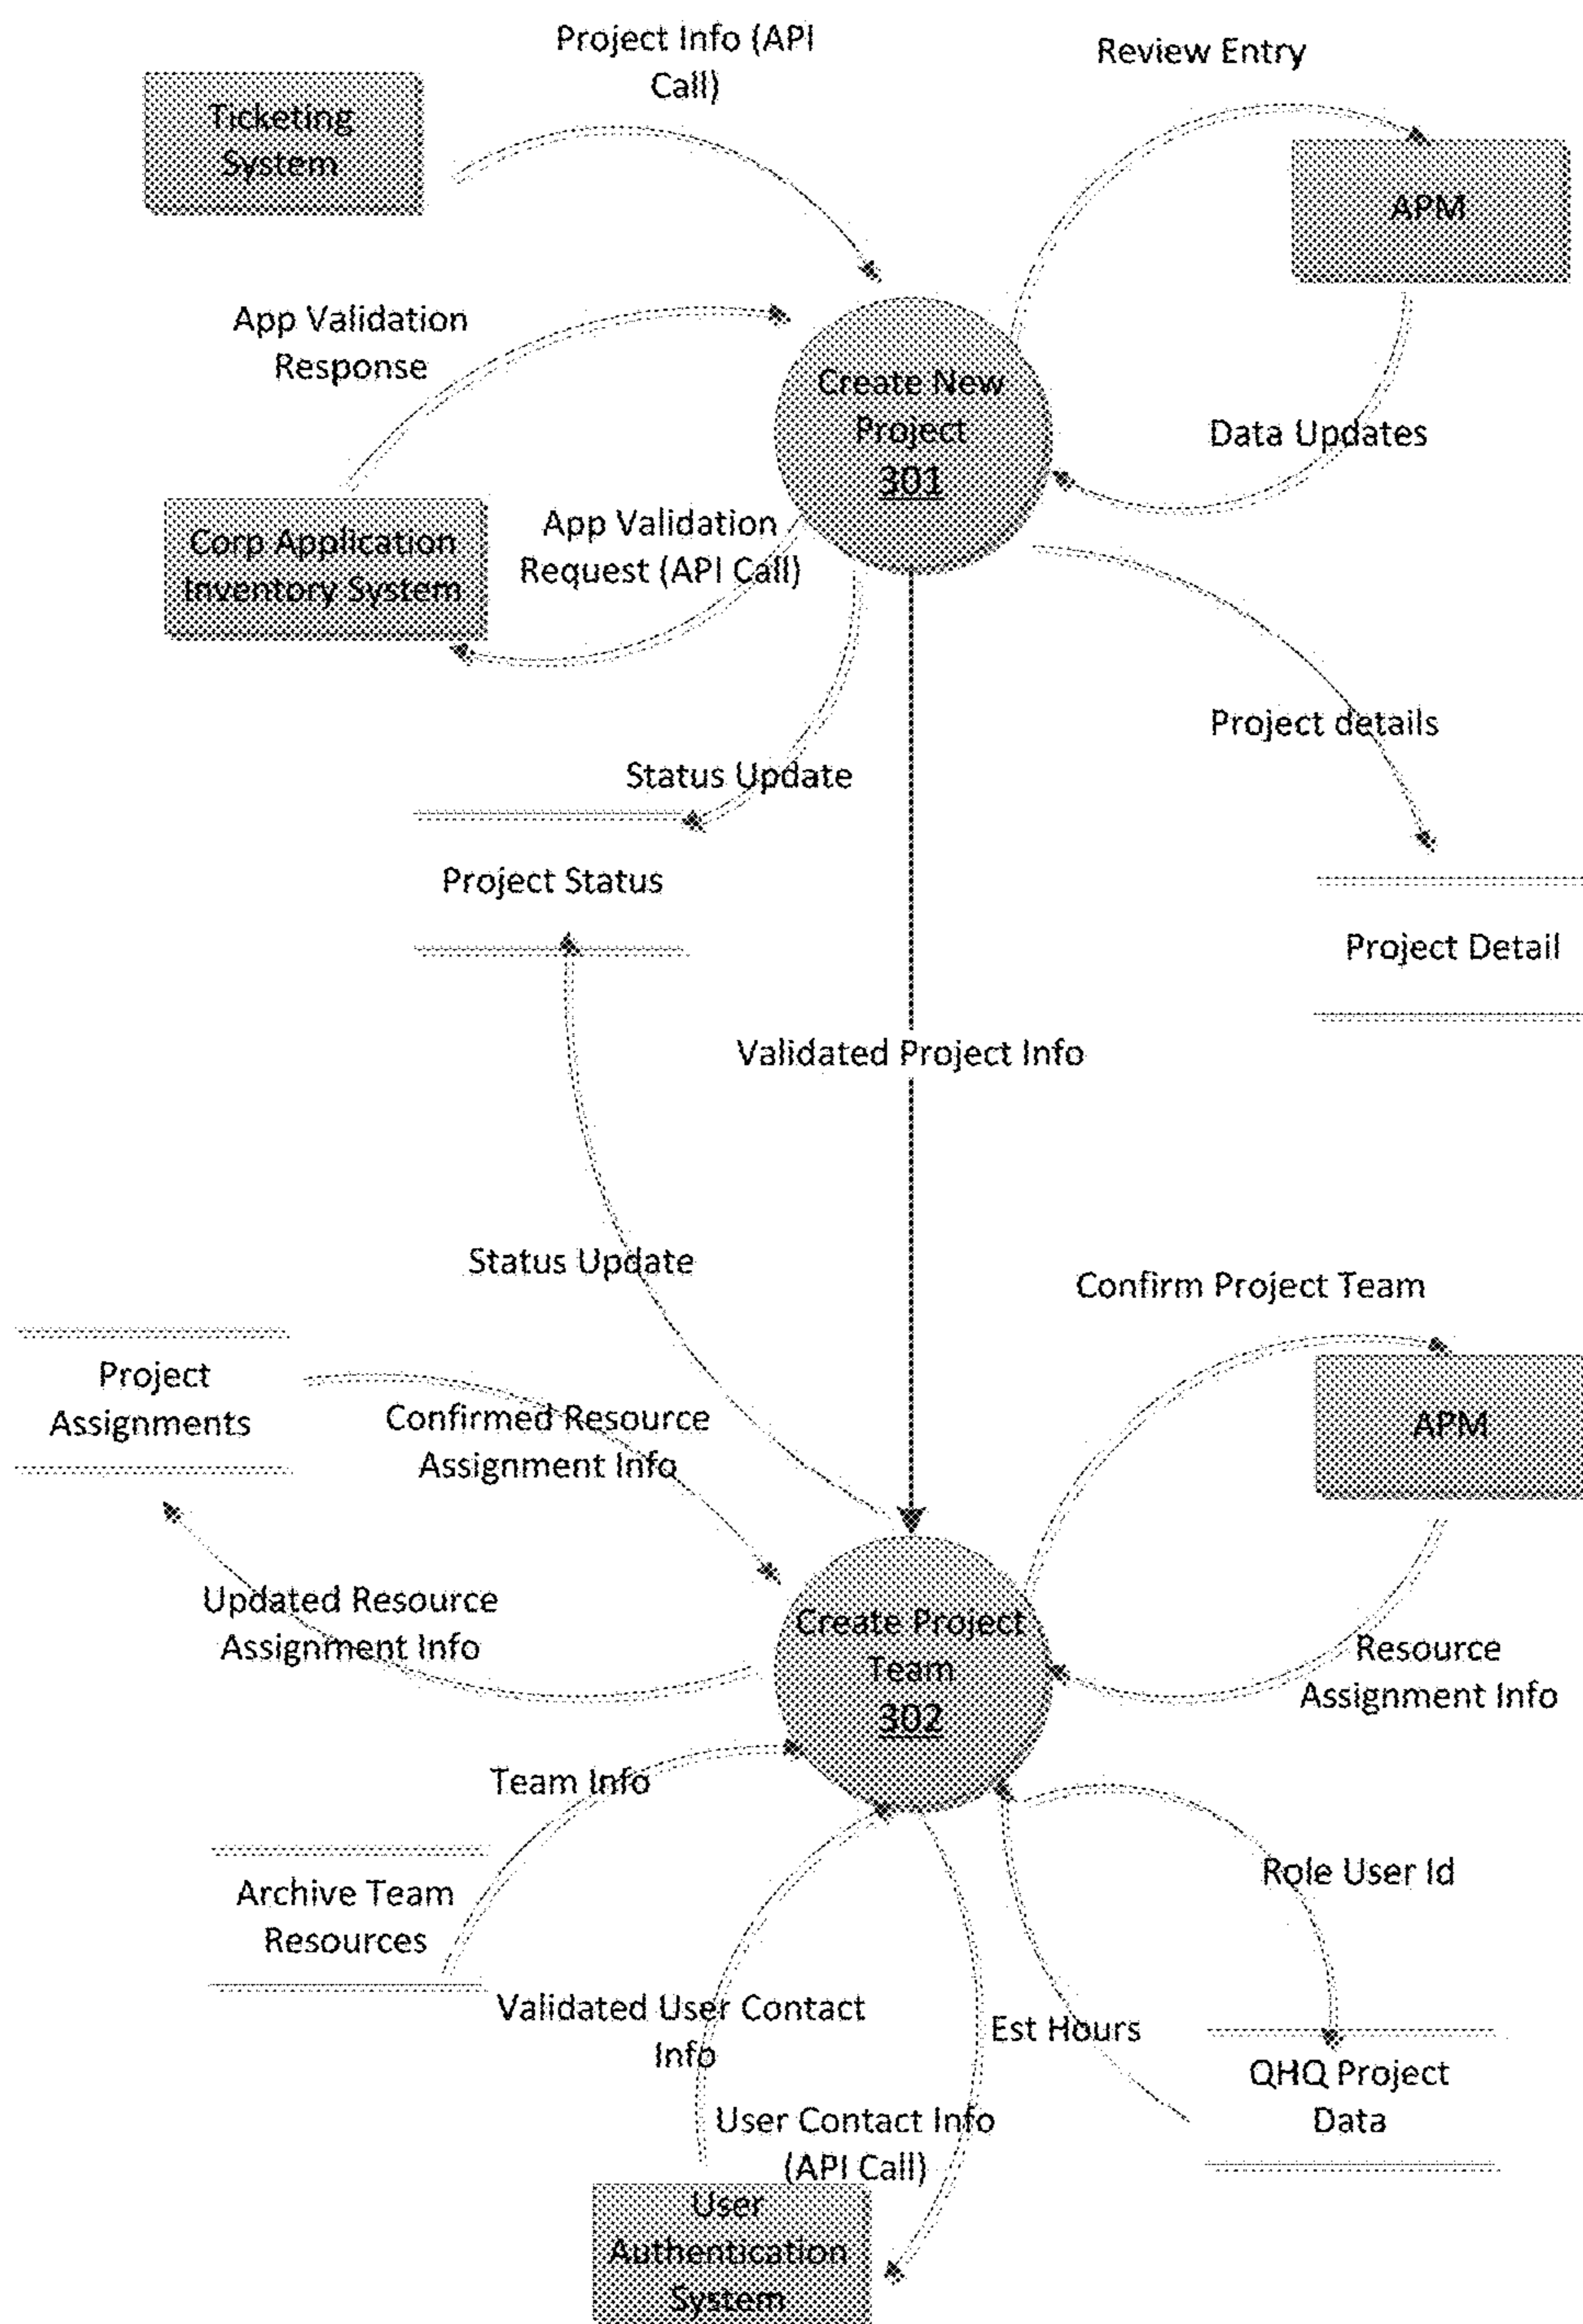 Project Info (API
Call)
Review Entry
Ticketing
System
APM
App Validation
Response
Create New
Project
301
Data Updates
Corp Application
Inventory System
App Validation
Request (API Call)
Project details
Status Update
Project Status
Project Detail
Validated Project Info
Status Update
Confirm Project Team
Project
Assignments
Confirmed Resource
Assignment Info
APM
Updated Resource
Assignment Info
Create Project
Team
302
Resource
Assignment Info
Team Info
Archive Team
Resources
Role User Id
Validated User Contact
Info
Est Hours
QHQ Project
Data
User Contact Info
(API Call)
User
Authentication
System